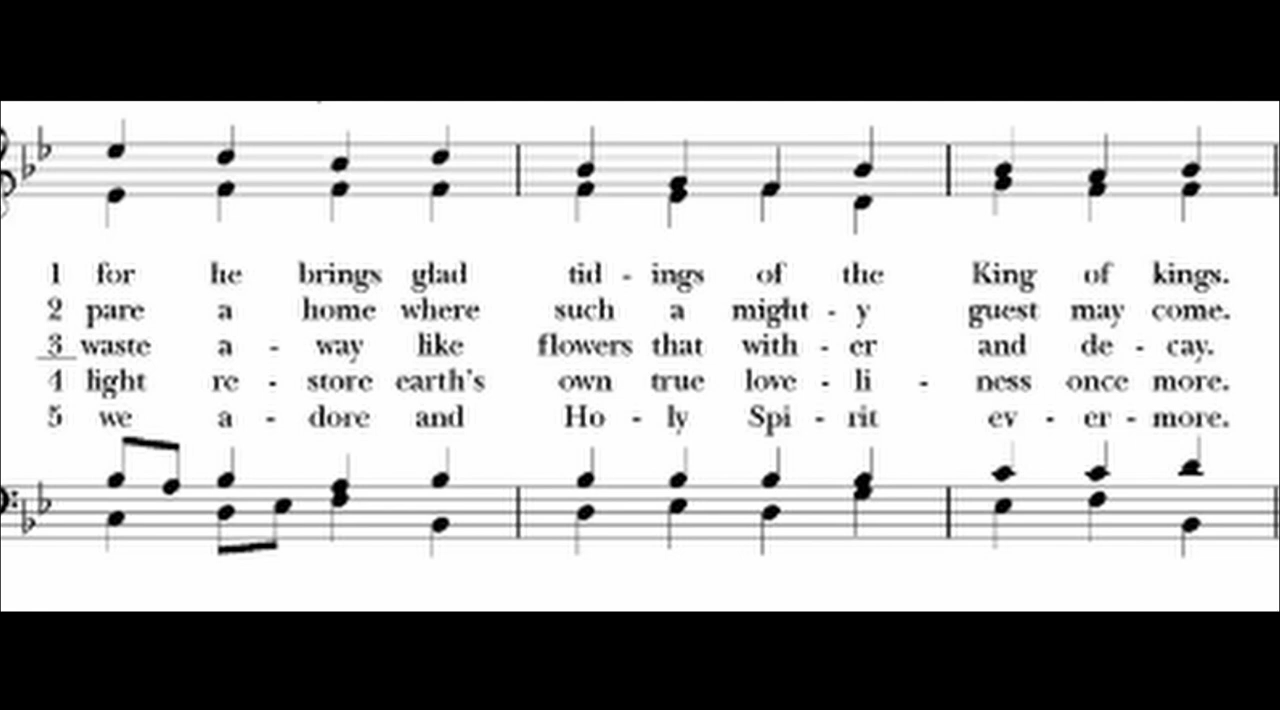 1 for he brings glad tid - ings of the King of kings.
2 pare a home where such a might - y guest may come.
3 waste a - way like flowers that with - er and de - cay.
4 light re - store earth's own true love - li - ness once more.
5 we a - dore and Ho - ly Spi - rit ev - er - more.